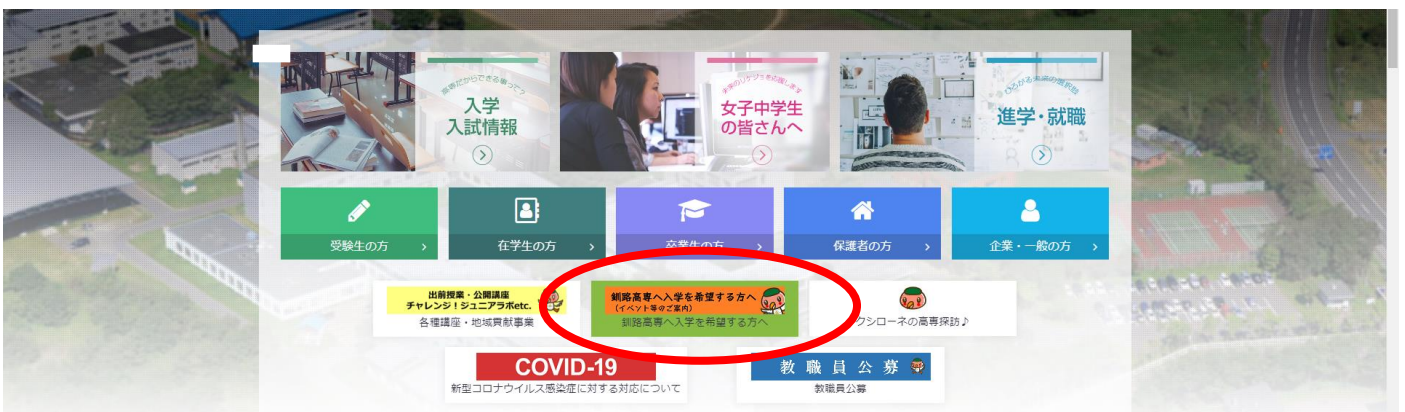 高専だからできる事って?
入学
入試情報
未来のリケジョを応援します
女子中学生
の皆さんへ
ひろがる未来の選択肢
進学・就職
受験生の方
在学生の方
卒業生の方
保護者の方
企業・一般の方
出前授業・公開講座
チャレンジ!ジュニアラボetc.
各種講座・地域貢献事業
釧路高専へ入学を希望する方へ
(イベント等のご案内)
釧路高専へ入学を希望する方へ
クシローネの高専探訪♪
COVID-19
新型コロナウイルス感染症に対する対応について
教職員公募
教職員公募